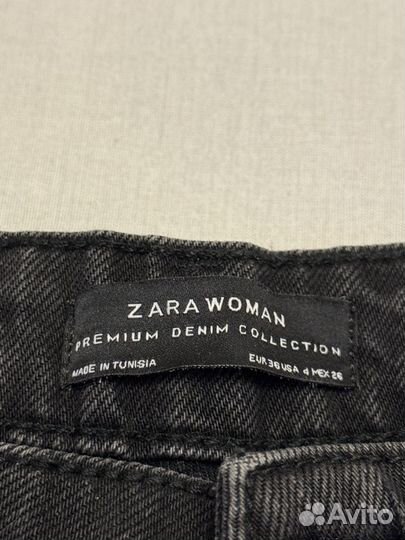 ZARA WOMAN
PREMIUM DENIM COLLECTION
MADE IN TUNISIA
EUR 36 USA 4 MEX 26
Avito